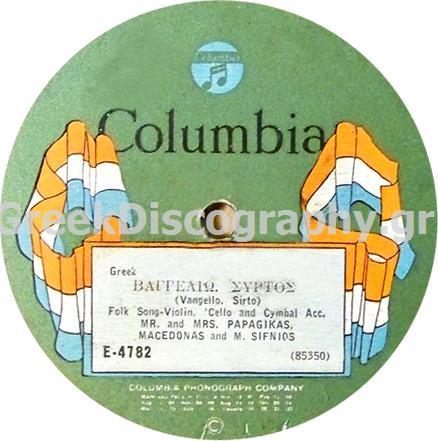 Columbia
Columbia
GreekDiscography.gr
Greek
ΒΑΓΓΕΛΙΩ. ΣΥΡΤΟΣ
(Vangelio. Sirto)
Folk Song-Violin, 'Cello and Cymbal Acc.
MR. and MRS. PAPAGIKAS,
MACEDONAS and M. SIFNIOS
E-4782 (85350)
COLUMBIA PHONOGRAPH COMPANY